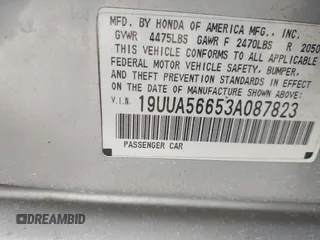 MFD. BY HONDA OF AMERICA MFG., INC.
GVWR 4475LBS GAWR F 2470LBS R 2050
THIS VEHICLE CONFORMS TO ALL APPLICABLE
FEDERAL MOTOR VEHICLE SAFETY, BUMPER,
AND THEFT PREVENTION STANDARDS IN EFFECT
ON THE DATE OF MANUFACTURE SHOWN ABOVE.
V.I.N. 19UUA56653A087823
PASSENGER CAR
DREAMBID